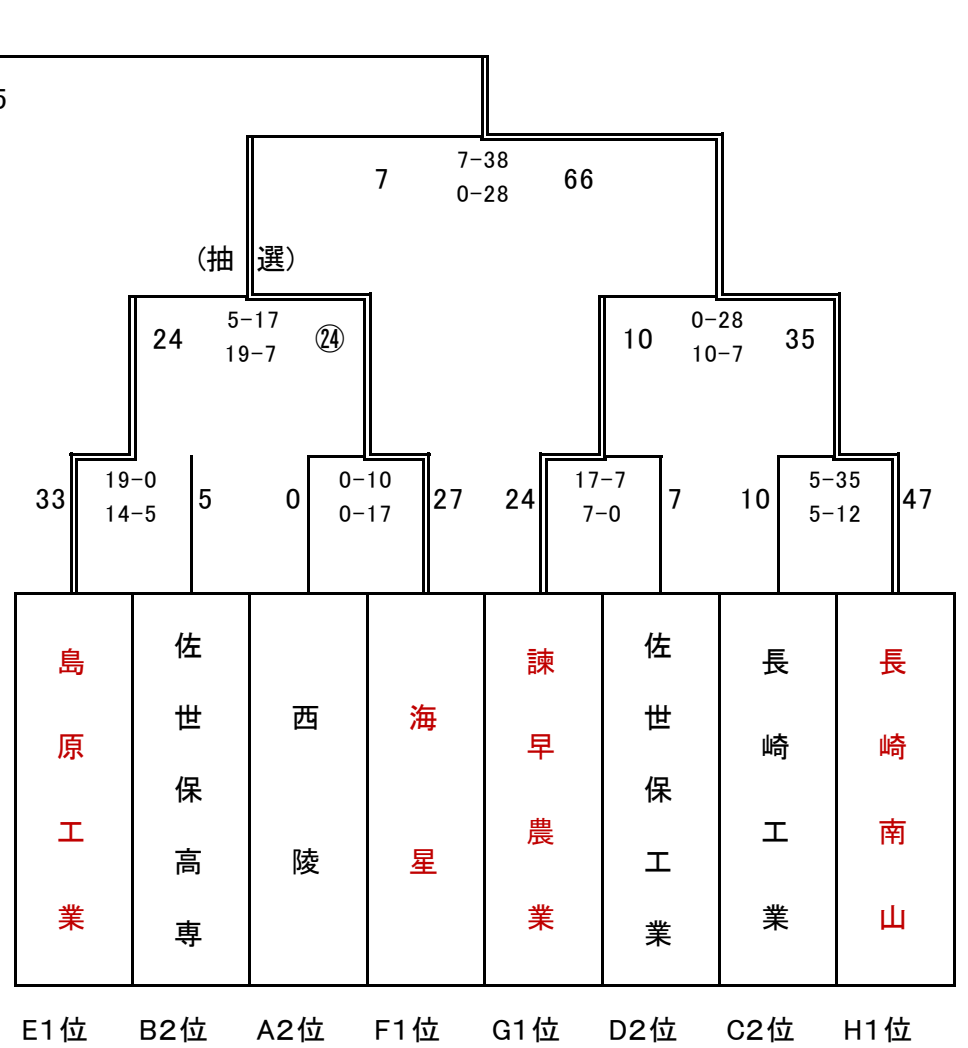 5
7-38
7 66
0-28
(抽 選)
5-17 0-28
24 ㉔ 10 35
19-7 10-7
19-0 0-10 17-7 5-35
33 5 0 27 24 7 10 47
14-5 0-17 7-0 5-12
島原工業
佐世保高専
西陵
海星
諫早農業
佐世保工業
長崎工業
長崎南山
E1位 B2位 A2位 F1位 G1位 D2位 C2位 H1位